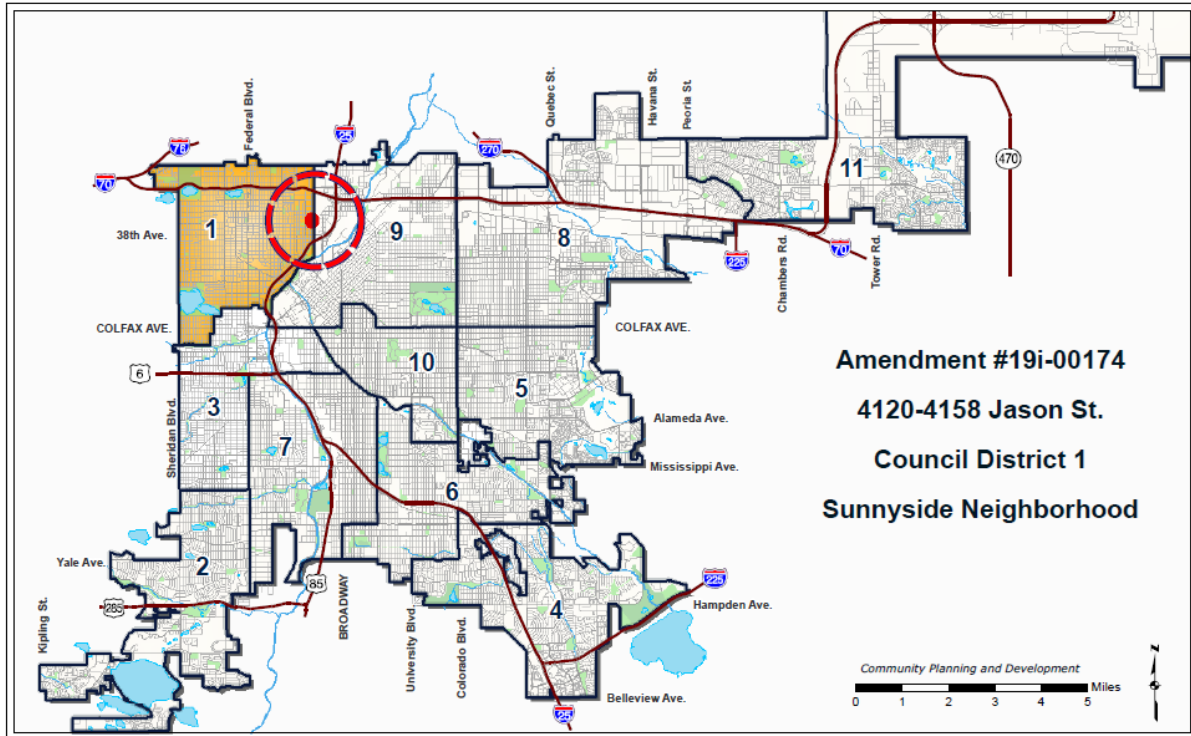 Federal Blvd.
Quebec St.
Havana St.
Peoria St.
76
25
270
70
470
11
1
9
8
38th Ave.
225
Chambers Rd.
70
Tower Rd.
COLFAX AVE.
COLFAX AVE.
10
6
5
3
Sheridan Blvd.
7
Alameda Ave.
Mississippi Ave.
6
Yale Ave.
2
85
BROADWAY
285
Kipling St.
University Blvd.
Colorado Blvd.
4
225
Hampden Ave.
Belleview Ave.
25
Amendment #19i-00174
4120-4158 Jason St.
Council District 1
Sunnyside Neighborhood
Community Planning and Development
Miles
0 1 2 3 4 5
N